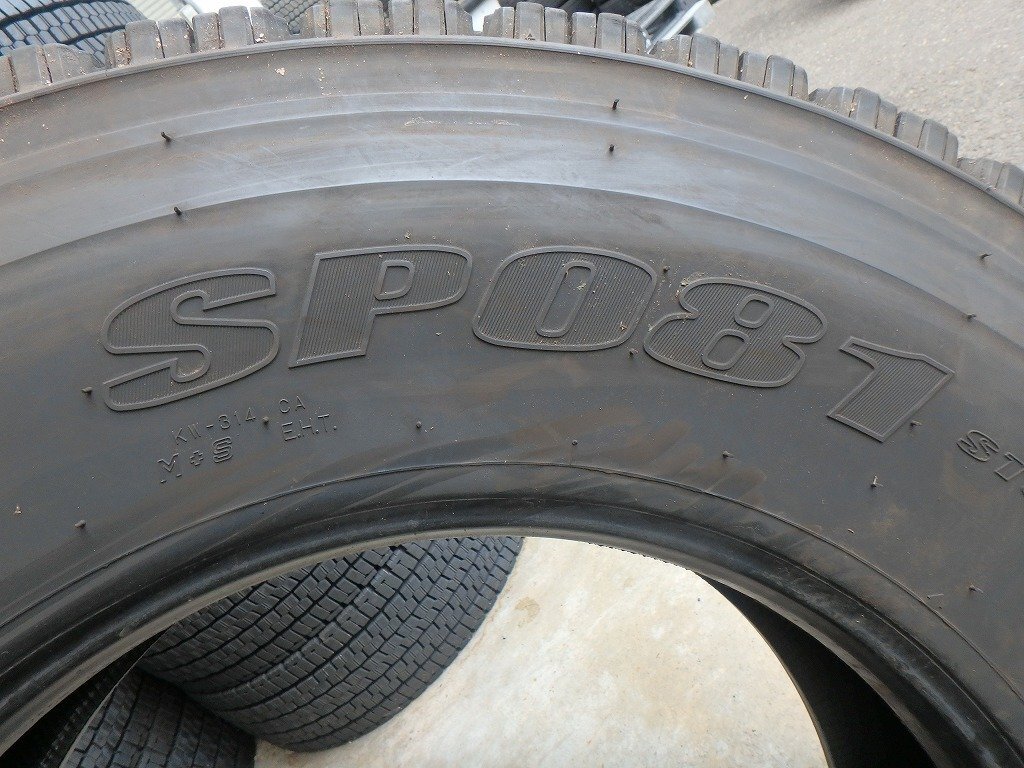 SP081
KW-814 CA
M+S E.H.T.